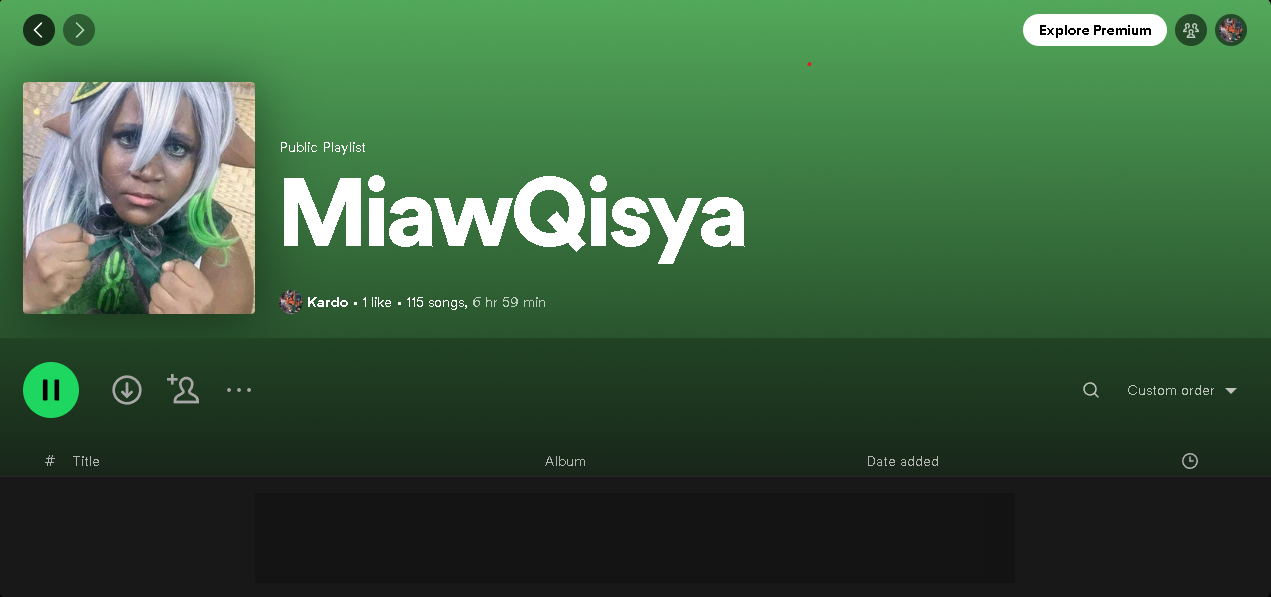 Explore Premium
Public Playlist
MiawQisya
Kardo • 1 like • 115 songs, 6 hr 59 min
Custom order
# Title Album Date added